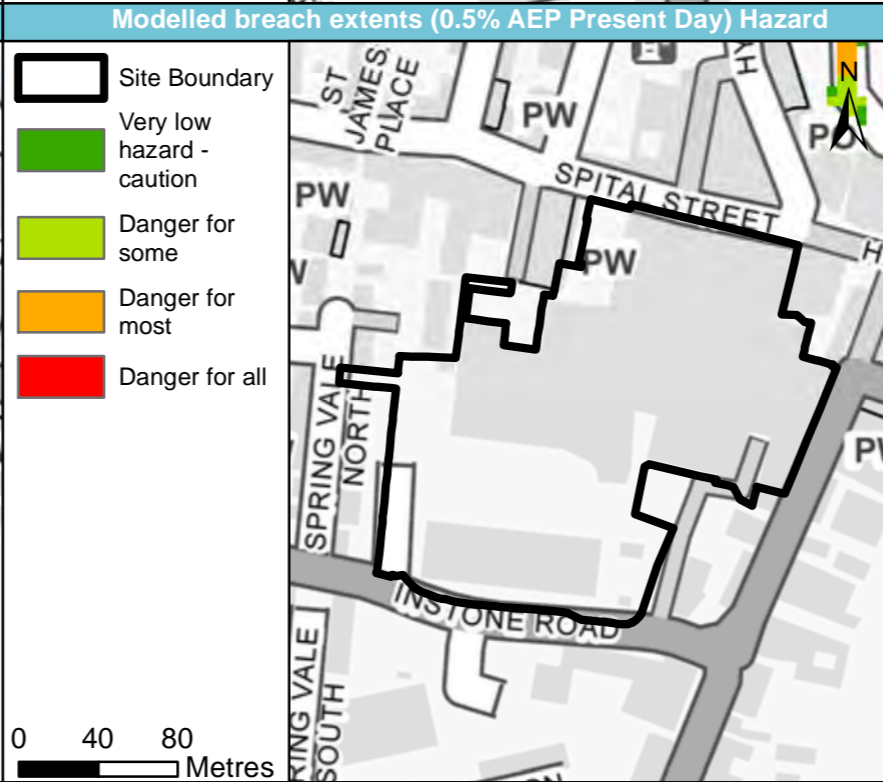 Modelled breach extents (0.5% AEP Present Day) Hazard
Site Boundary
Very low
hazard -
caution
Danger for
some
Danger for
most
Danger for all
0 40 80
Metres
ST
JAMES
PLACE
PW
HY
N
PO
PW
SPITAL STREET
PW
H
W
SPRING VALE
NORTH
PW
INSTONE ROAD
RING VALE
SOUTH